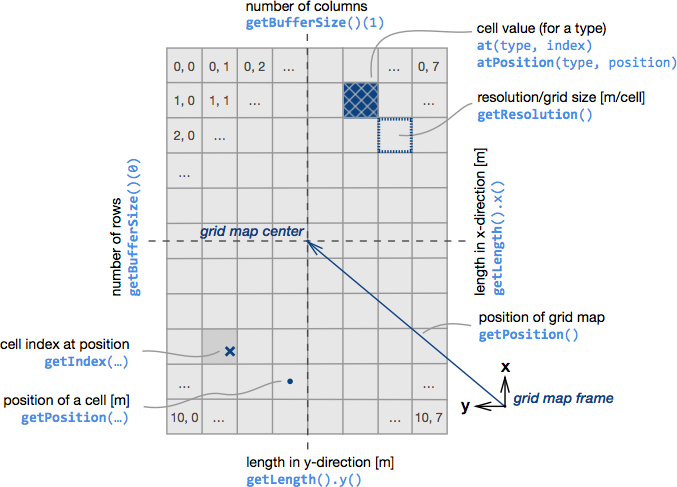 number of columns
getBufferSize()(1)
cell value (for a type)
at(type, index)
atPosition(type, position)
0, 0 0, 1 0, 2 ... ... 0, 7
1, 0 1, 1 ... ...
resolution/grid size [m/cell]
getResolution()
2, 0 ...
...
number of rows
getBufferSize()(0)
length in x-direction [m]
getLength().x()
grid map center
position of grid map
getPosition()
cell index at position
getIndex(…)
x
y
grid map frame
position of a cell [m]
getPosition(…)
... ...
10, 0 ... ... 10, 7
length in y-direction [m]
getLength().y()